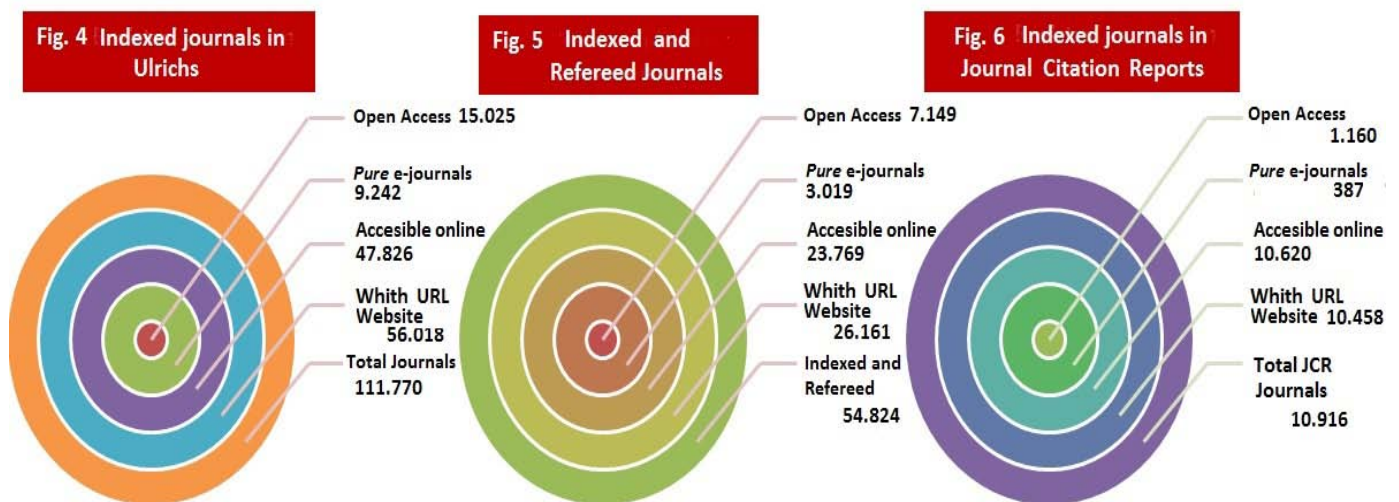 Fig. 4 Indexed journals in
Ulrichs
Open Access 15.025
Pure e-journals
9.242
Accesible online
47.826
Whith URL
Website
56.018
Total Journals
111.770
Fig. 5 Indexed and
Refereed Journals
Open Access 7.149
Pure e-journals
3.019
Accesible online
23.769
Whith URL
Website
26.161
Indexed and
Refereed
54.824
Fig. 6 Indexed journals in
Journal Citation Reports
Open Access
1.160
Pure e-journals
387
Accesible online
10.620
Whith URL
Website 10.458
Total JCR
Journals
10.916